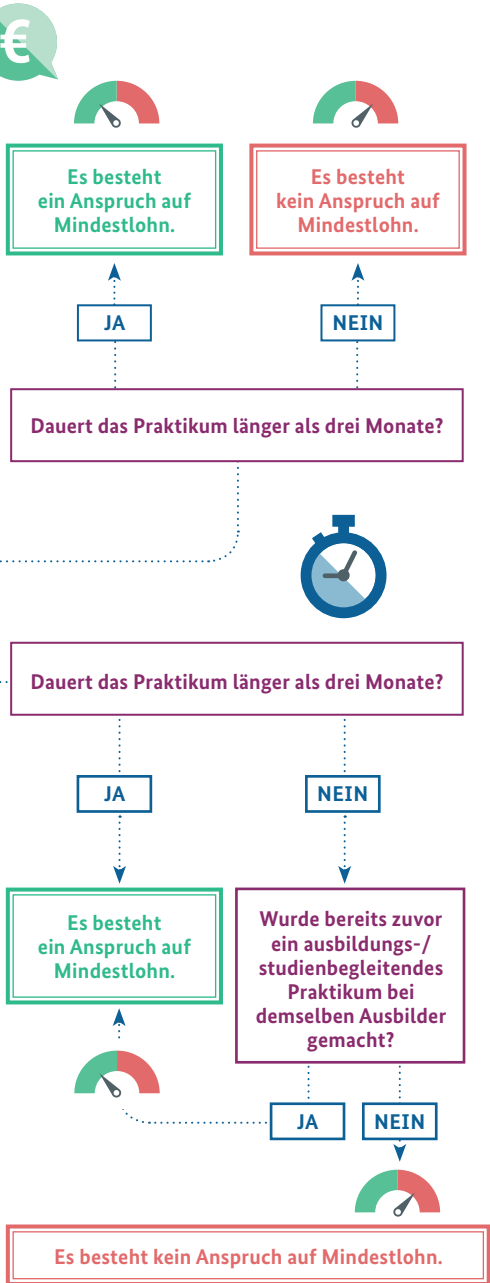 €
Es besteht
ein Anspruch auf
Mindestlohn.
Es besteht
kein Anspruch auf
Mindestlohn.
JA
NEIN
Dauert das Praktikum länger als drei Monate?
Dauert das Praktikum länger als drei Monate?
JA
NEIN
Es besteht
ein Anspruch auf
Mindestlohn.
Wurde bereits zuvor
ein ausbildungs-/
studienbegleitendes
Praktikum bei
demselben Ausbilder
gemacht?
JA
NEIN
Es besteht kein Anspruch auf Mindestlohn.